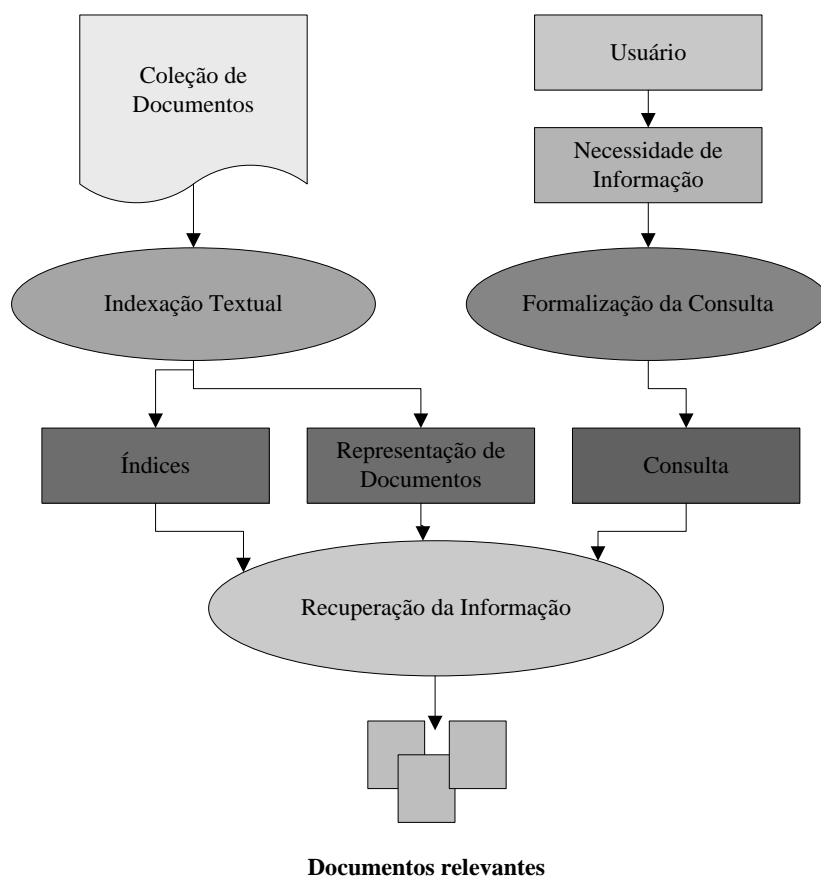 Coleção de
Documentos
Usuário
Necessidade de
Informação
Indexação Textual
Formalização da Consulta
Índices
Representação de
Documentos
Consulta
Recuperação da Informação
Documentos relevantes